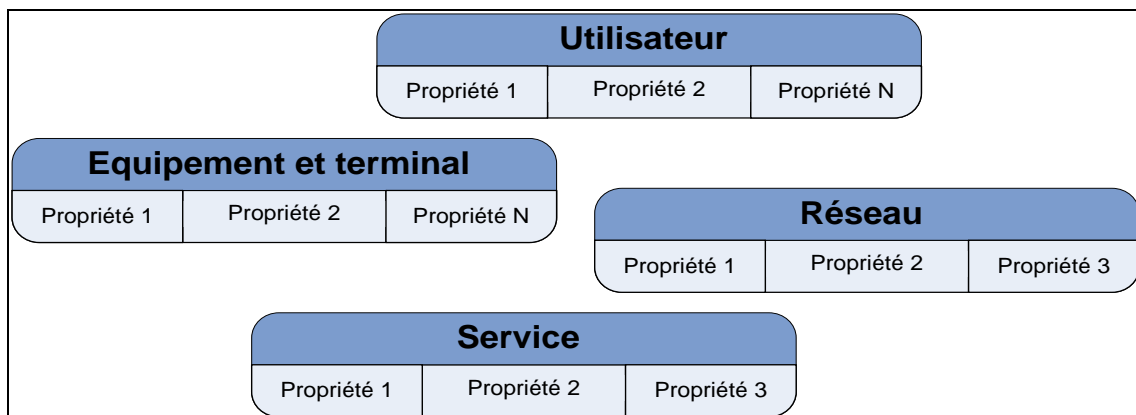 Utilisateur
Propriété 1 Propriété 2 Propriété N
Equipement et terminal
Propriété 1 Propriété 2 Propriété N
Réseau
Propriété 1 Propriété 2 Propriété 3
Service
Propriété 1 Propriété 2 Propriété 3